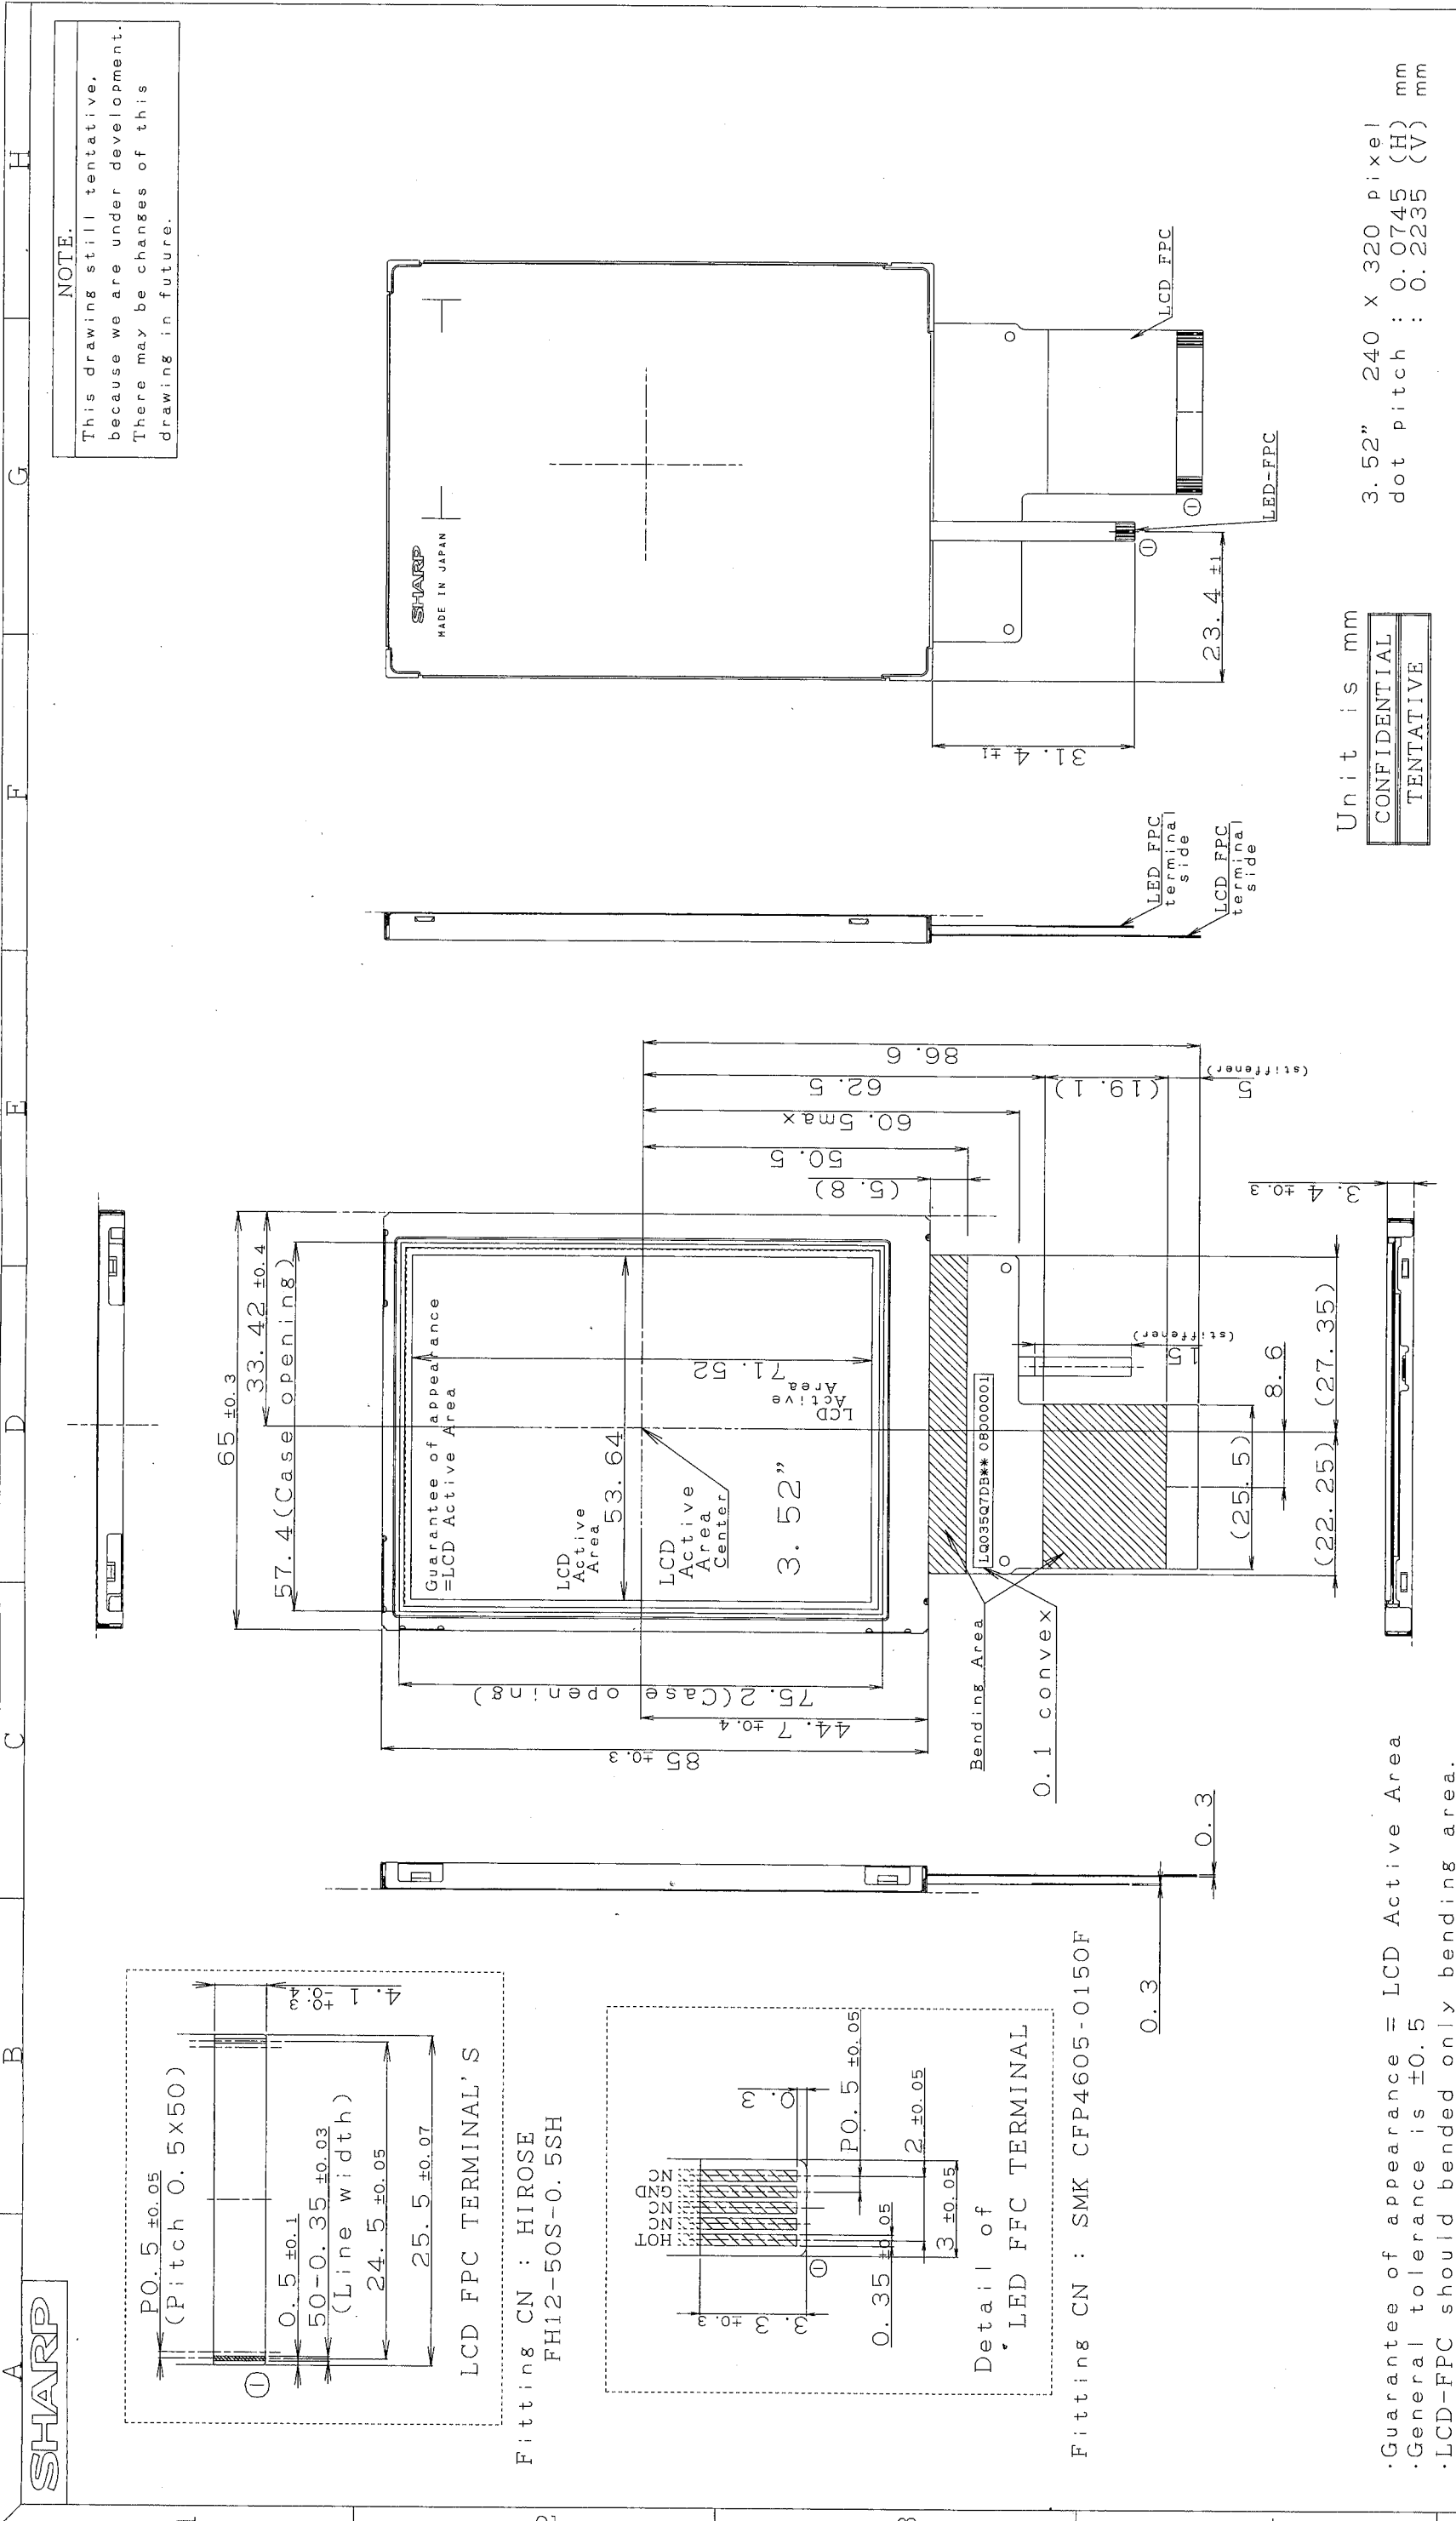 SHARP
A
B
C
D
E
F
G
H
NOTE.
This drawing still tentative,
because we are under development.
There may be changes of this
drawing in future.
P0.5 ±0.05
(Pitch 0.5X50)
0.5 ±0.1
50-0.35 ±0.03
(Line width)
24.5 ±0.05
25.5 ±0.07
4.1 +0.3 -0.4
①
LCD FPC TERMINAL'S
Fitting CN : HIROSE
FH12-50S-0.5SH
HOT
NC
NC
GND
NC
3.3 ±0.3
0.3
P0.5 ±0.05
2 ±0.05
0.35 ±0.05
3 ±0.05
①
Detail of
LED FFC TERMINAL
Fitting CN : SMK CFP4605-0150F
0.3
0.3
65 ±0.3
33.42 ±0.4
57.4(Case opening)
Guarantee of appearance
=LCD Active Area
LCD
Active
Area
53.64
71.52
LCD
Active
Area
LCD
Active
Area
Center
3.52"
75.2(Case opening)
44.7 ±0.4
85 ±0.3
(5.8)
50.5
60.5max
62.5
86.6
(19.1)
5
(stiffener)
15
(stiffener)
LQ035Q7DB** 08000001
Bending Area
0.1 convex
(25.5)
8.6
(22.25)
(27.35)
3.4 ±0.3
LED FPC
terminal
side
LCD FPC
terminal
side
SHARP
MADE IN JAPAN
31.4 ±1
23.4 ±1
①
①
LED-FPC
LCD FPC
·Guarantee of appearance = LCD Active Area
·General tolerance is ±0.5
·LCD-FPC should bended only bending area.
Unit is mm
CONFIDENTIAL
TENTATIVE
3.52" 240 X 320 pixel
dot pitch : 0.0745 (H) mm
: 0.2235 (V) mm